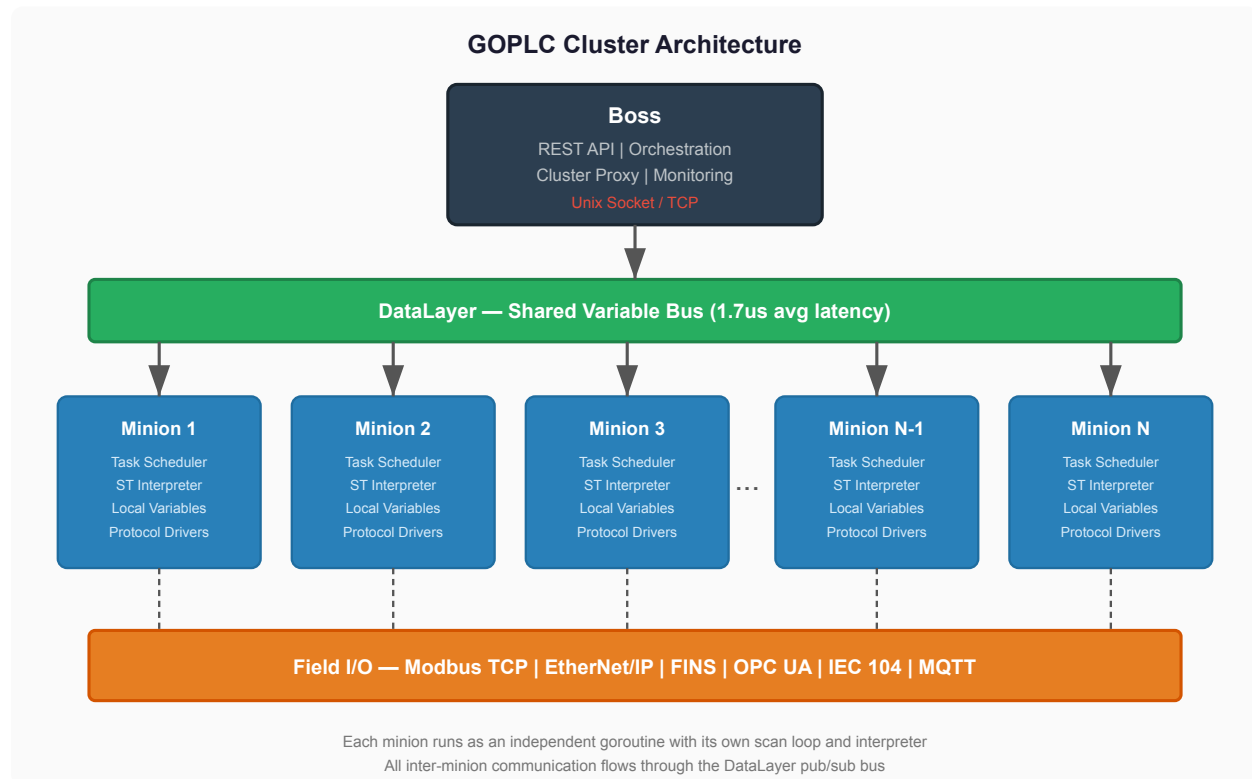 GOPLC Cluster Architecture
Boss
REST API | Orchestration
Cluster Proxy | Monitoring
Unix Socket / TCP
DataLayer — Shared Variable Bus (1.7us avg latency)
Minion 1
Task Scheduler
ST Interpreter
Local Variables
Protocol Drivers
Minion 2
Task Scheduler
ST Interpreter
Local Variables
Protocol Drivers
Minion 3
Task Scheduler
ST Interpreter
Local Variables
Protocol Drivers
...
Minion N-1
Task Scheduler
ST Interpreter
Local Variables
Protocol Drivers
Minion N
Task Scheduler
ST Interpreter
Local Variables
Protocol Drivers
Field I/O — Modbus TCP | EtherNet/IP | FINS | OPC UA | IEC 104 | MQTT
Each minion runs as an independent goroutine with its own scan loop and interpreter
All inter-minion communication flows through the DataLayer pub/sub bus